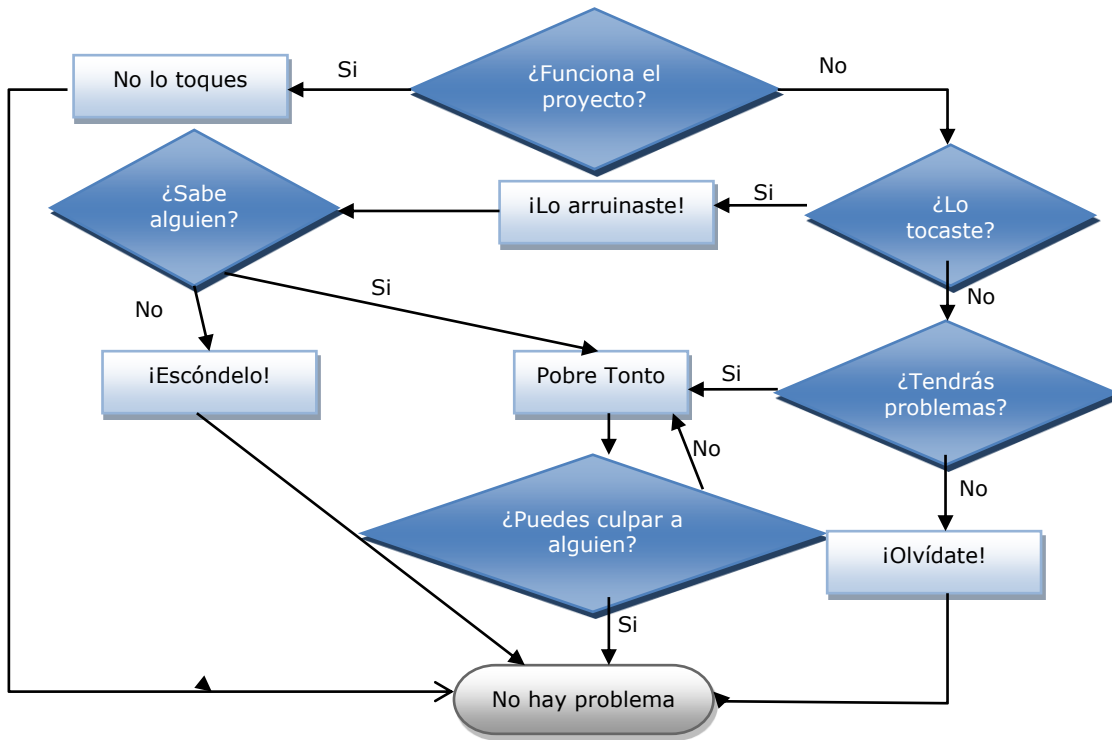 No lo toques
Si
¿Funciona el
proyecto?
No
¿Sabe
alguien?
¡Lo arruinaste!
Si
¿Lo
tocaste?
No
Si
No
¡Escóndelo!
Pobre Tonto
Si
¿Tendrás
problemas?
No
No
¿Puedes culpar a
alguien?
¡Olvídate!
Si
No hay problema